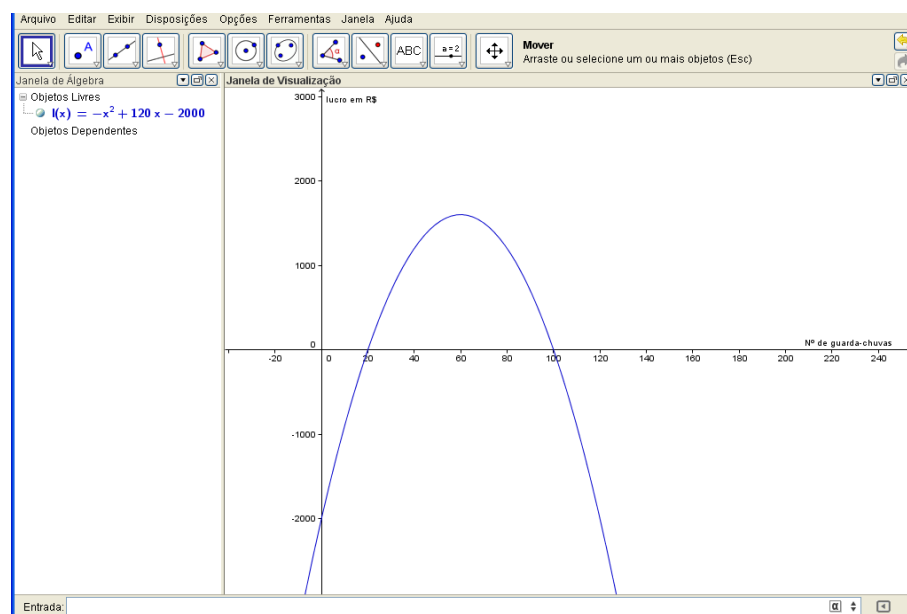 Arquivo Editar Exibir Disposições Opções Ferramentas Janela Ajuda
A
α
ABC
a=2
Mover
Arraste ou selecione um ou mais objetos (Esc)
Janela de Álgebra
Janela de Visualização
Objetos Livres
l(x) = −x² + 120 x − 2000
Objetos Dependentes
lucro em R$
3000
2000
1000
0
-1000
-2000
-20 0 20 40 60 80 100 120 140 160 180 200 220 240
Nº de guarda-chuvas
Entrada:
α